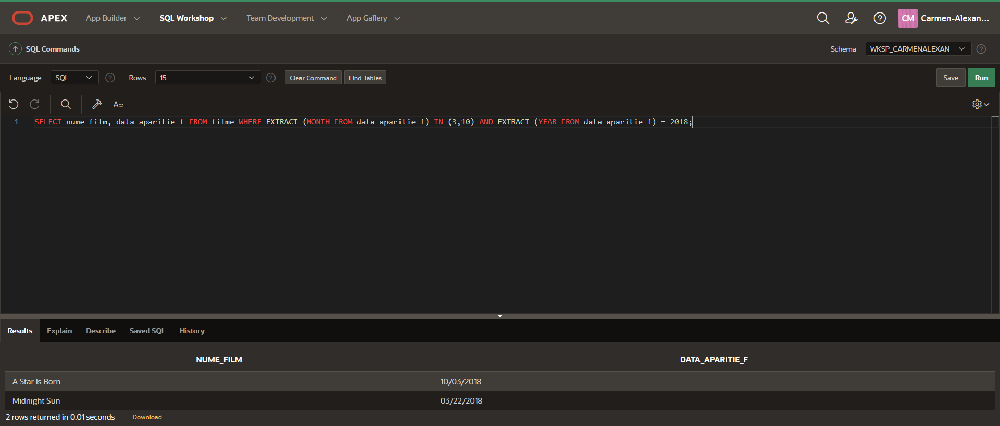 APEX App Builder SQL Workshop Team Development App Gallery CM Carmen-Alexan...
SQL Commands Schema WKSP_CARMENALEXAN
Language SQL Rows 15 Clear Command Find Tables Save Run
A
1 SELECT nume_film, data_aparitie_f FROM filme WHERE EXTRACT (MONTH FROM data_aparitie_f) IN (3,10) AND EXTRACT (YEAR FROM data_aparitie_f) = 2018;
Results Explain Describe Saved SQL History
NUME_FILM DATA_APARITIE_F
A Star Is Born 10/03/2018
Midnight Sun 03/22/2018
2 rows returned in 0.01 seconds Download